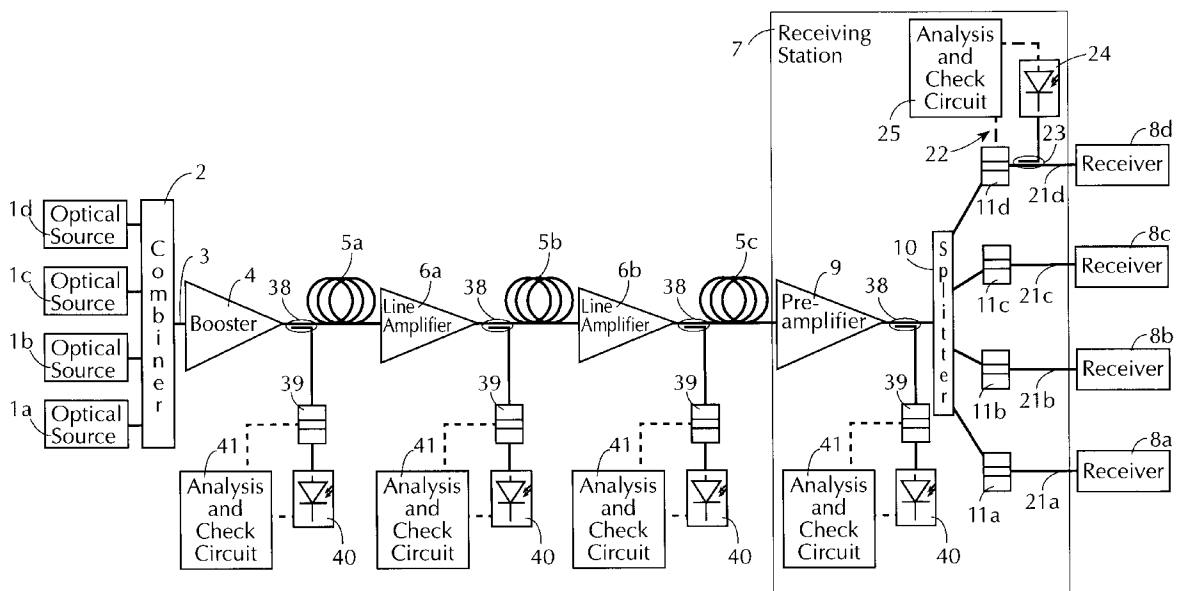 7
Receiving
Station
Analysis
and
Check
Circuit
25
24
22
23
8d
Receiver
21d
11d
2
1d
Optical
Source
Combiner
1c
Optical
Source
1b
Optical
Source
1a
Optical
Source
3
4
Booster
38
5a
6a
Line
Amplifier
38
5b
6b
Line
Amplifier
38
5c
9
Pre-
amplifier
38
10
Splitter
11c
21c
8c
Receiver
11b
21b
8b
Receiver
11a
21a
8a
Receiver
39
41
Analysis
and
Check
Circuit
40
39
41
Analysis
and
Check
Circuit
40
39
41
Analysis
and
Check
Circuit
40
39
41
Analysis
and
Check
Circuit
40